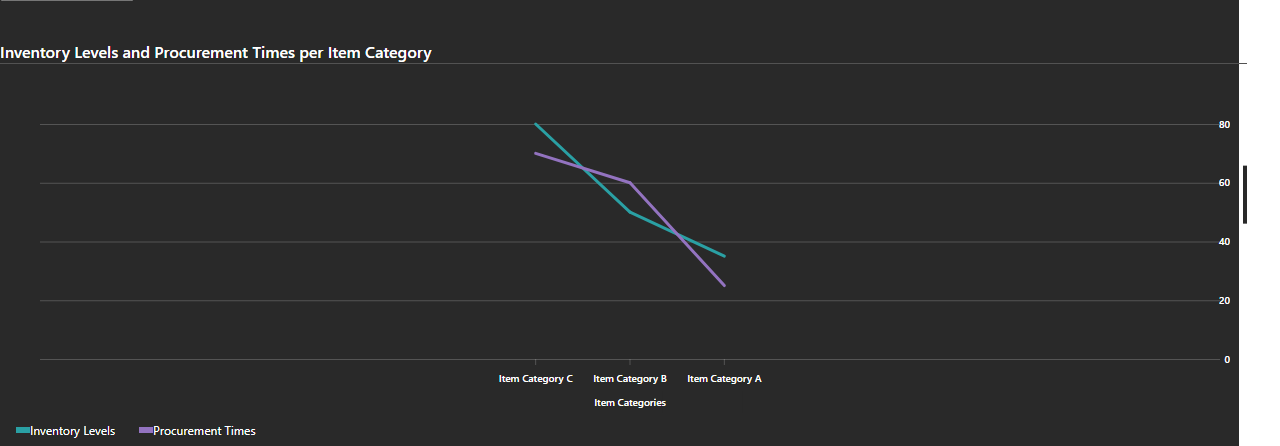 Inventory Levels and Procurement Times per Item Category
80
60
40
20
0
Item Category C Item Category B Item Category A
Item Categories
Inventory Levels Procurement Times